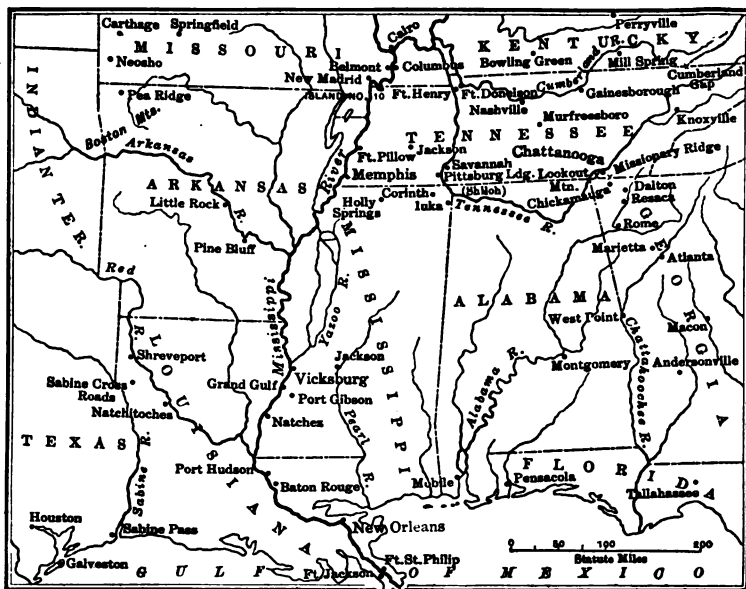 Carthage Springfield
MISSOURI
Neosho
Cairo
Belmont Columbus
New Madrid
ISLAND NO. 10
KENTUCKY
Perryville
Bowling Green
Mill Spring
Cumberland R.
Cumberland
Gap
Ft. Henry Ft. Donelson
Gainesborough
Nashville
Knoxville
Murfreesboro
TENNESSEE
INDIAN TER.
Pea Ridge
Boston Mts.
Arkansas R.
ARKANSAS
Little Rock
Pine Bluff
Ft. Pillow
Jackson
Memphis
Savannah
Pittsburg Ldg.
(Shiloh)
Corinth
Holly
Springs
Iuka
Tennessee R.
Chattanooga
Missionary Ridge
Lookout
Mtn.
Chickamauga
Dalton
Resaca
Rome
Marietta
Atlanta
GEORGIA
Mississippi River
MISSISSIPPI
Yazoo R.
ALABAMA
West Point
Macon
Andersonville
Chattahoochee R.
Montgomery
Alabama R.
Red R.
LOUISIANA
Shreveport
Sabine Cross
Roads
Natchitoches
Grand Gulf
Vicksburg
Port Gibson
Jackson
Pearl R.
Natchez
TEXAS
Sabine R.
Port Hudson
Baton Rouge
Mobile
FLORIDA
Pensacola
Tallahassee
Houston
Sabine Pass
Galveston
New Orleans
Ft. St. Philip
Ft. Jackson
GULF OF MEXICO
0 50 100 200
Statute Miles